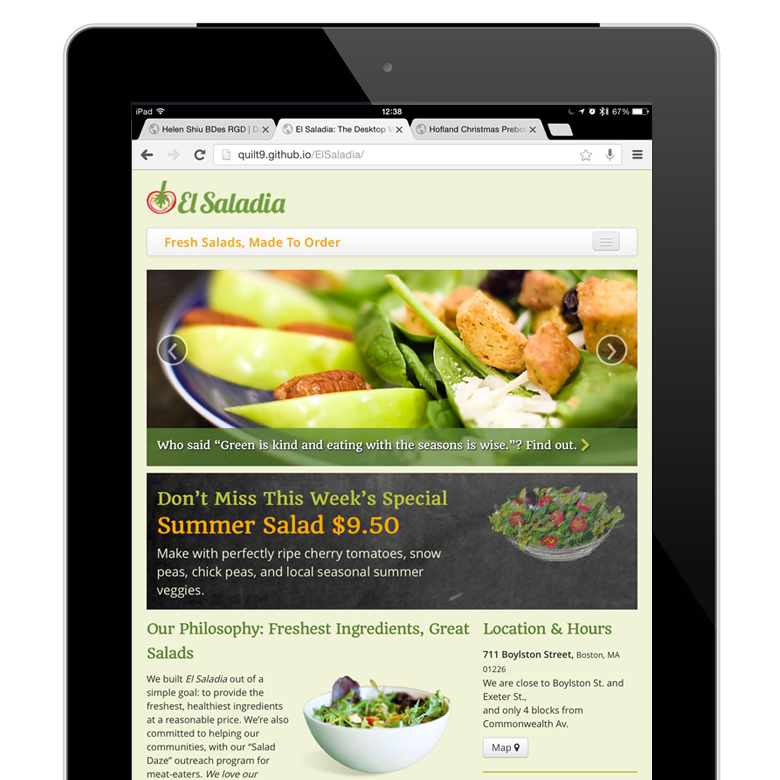 iPad
12:38
67%
Helen Shiu BDes RGD | D
El Saladia: The Desktop V
Hofland Christmas Preboo
quilt9.github.io/ElSaladia/
El Saladia
Fresh Salads, Made To Order
Who said “Green is kind and eating with the seasons is wise.”? Find out.
Don’t Miss This Week’s Special
Summer Salad $9.50
Make with perfectly ripe cherry tomatoes, snow
peas, chick peas, and local seasonal summer
veggies.
Our Philosophy: Freshest Ingredients, Great
Salads
We built El Saladia out of a
simple goal: to provide the
freshest, healthiest ingredients
at a reasonable price. We’re also
committed to helping our
communities, with our “Salad
Daze” outreach program for
meat-eaters. We love our
Location & Hours
711 Boylston Street, Boston, MA
01226
We are close to Boylston St. and
Exeter St.,
and only 4 blocks from
Commonwealth Av.
Map